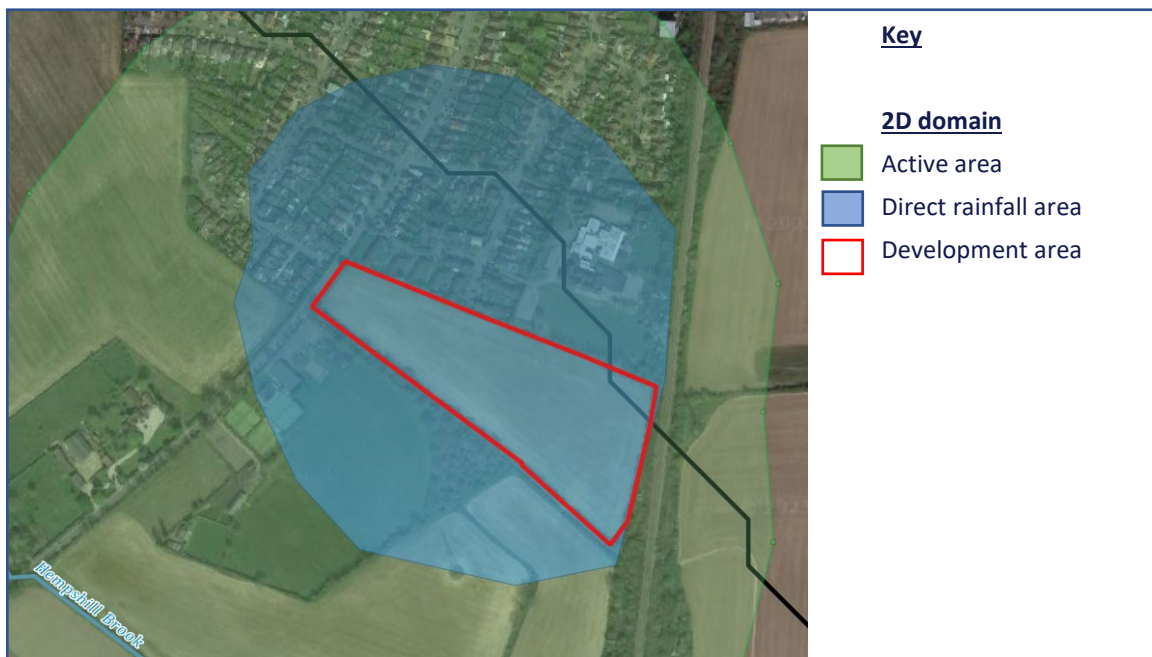 Key
2D domain
Active area
Direct rainfall area
Development area
Hempshill Brook